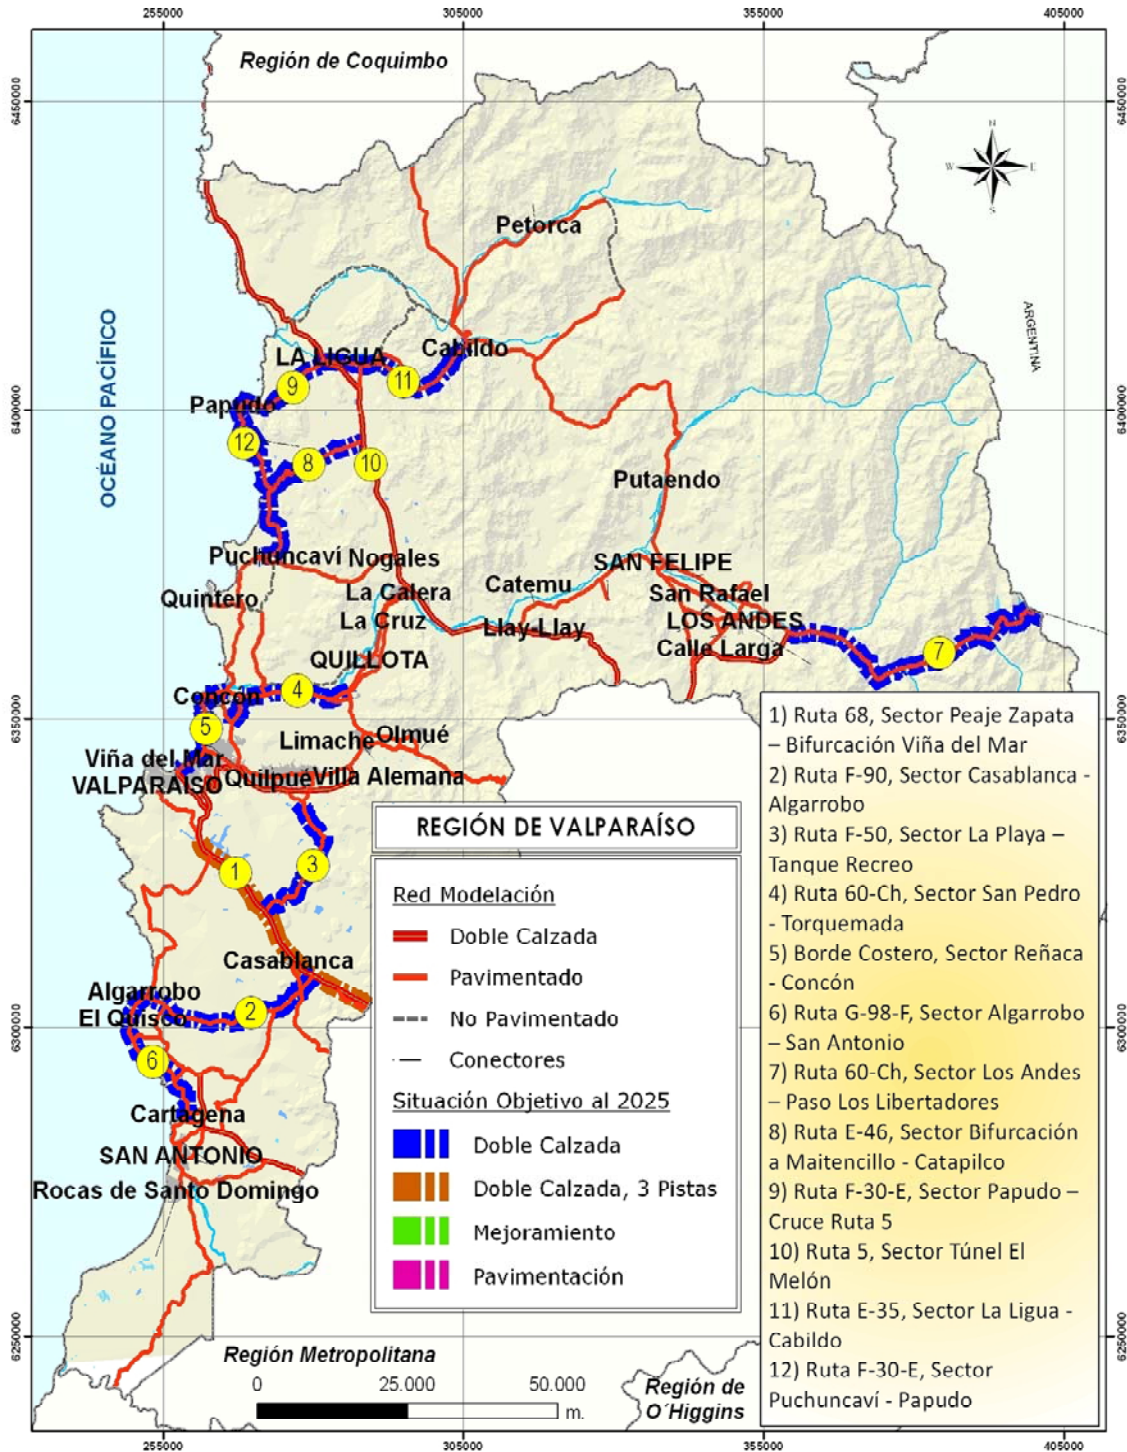 255000
305000
355000
405000
Región de Coquimbo
6450000
6450000
N
W
E
S
Petorca
OCÉANO PACÍFICO
ARGENTINA
LA LIGUA
Cabildo
9
11
Papudo
6400000
6400000
12
8
10
Putaendo
Puchuncaví
Nogales
SAN FELIPE
Quintero
La Calera
Catemu
San Rafael
La Cruz
Llay-Llay
LOS ANDES
Calle Larga
7
QUILLOTA
Concón
4
5
6350000
6350000
Limache
Olmué
Viña del Mar
VALPARAISO
Quilpué
Villa Alemana
1
3
Casablanca
Algarrobo
El Quisco
2
6
6300000
6300000
Cartagena
SAN ANTONIO
Rocas de Santo Domingo
REGIÓN DE VALPARAÍSO
Red Modelación
Doble Calzada
Pavimentado
No Pavimentado
Conectores
Situación Objetivo al 2025
Doble Calzada
Doble Calzada, 3 Pistas
Mejoramiento
Pavimentación
1) Ruta 68, Sector Peaje Zapata
– Bifurcación Viña del Mar
2) Ruta F-90, Sector Casablanca -
Algarrobo
3) Ruta F-50, Sector La Playa –
Tanque Recreo
4) Ruta 60-Ch, Sector San Pedro
- Torquemada
5) Borde Costero, Sector Reñaca
- Concón
6) Ruta G-98-F, Sector Algarrobo
– San Antonio
7) Ruta 60-Ch, Sector Los Andes
– Paso Los Libertadores
8) Ruta E-46, Sector Bifurcación
a Maitencillo - Catapilco
9) Ruta F-30-E, Sector Papudo –
Cruce Ruta 5
10) Ruta 5, Sector Túnel El
Melón
11) Ruta E-35, Sector La Ligua -
Cabildo
12) Ruta F-30-E, Sector
Puchuncaví - Papudo
6250000
6250000
Región Metropolitana
0
25.000
50.000
m.
Región de
O´Higgins
255000
305000
355000
405000